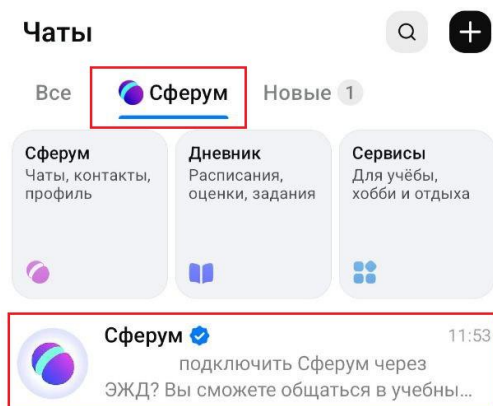 Чаты
Все Сферум Новые 1
Сферум
Чаты, контакты,
профиль
Дневник
Расписания,
оценки, задания
Сервисы
Для учёбы,
хобби и отдыха
Сферум 11:53
подключить Сферум через
ЭЖД? Вы сможете общаться в учебны...